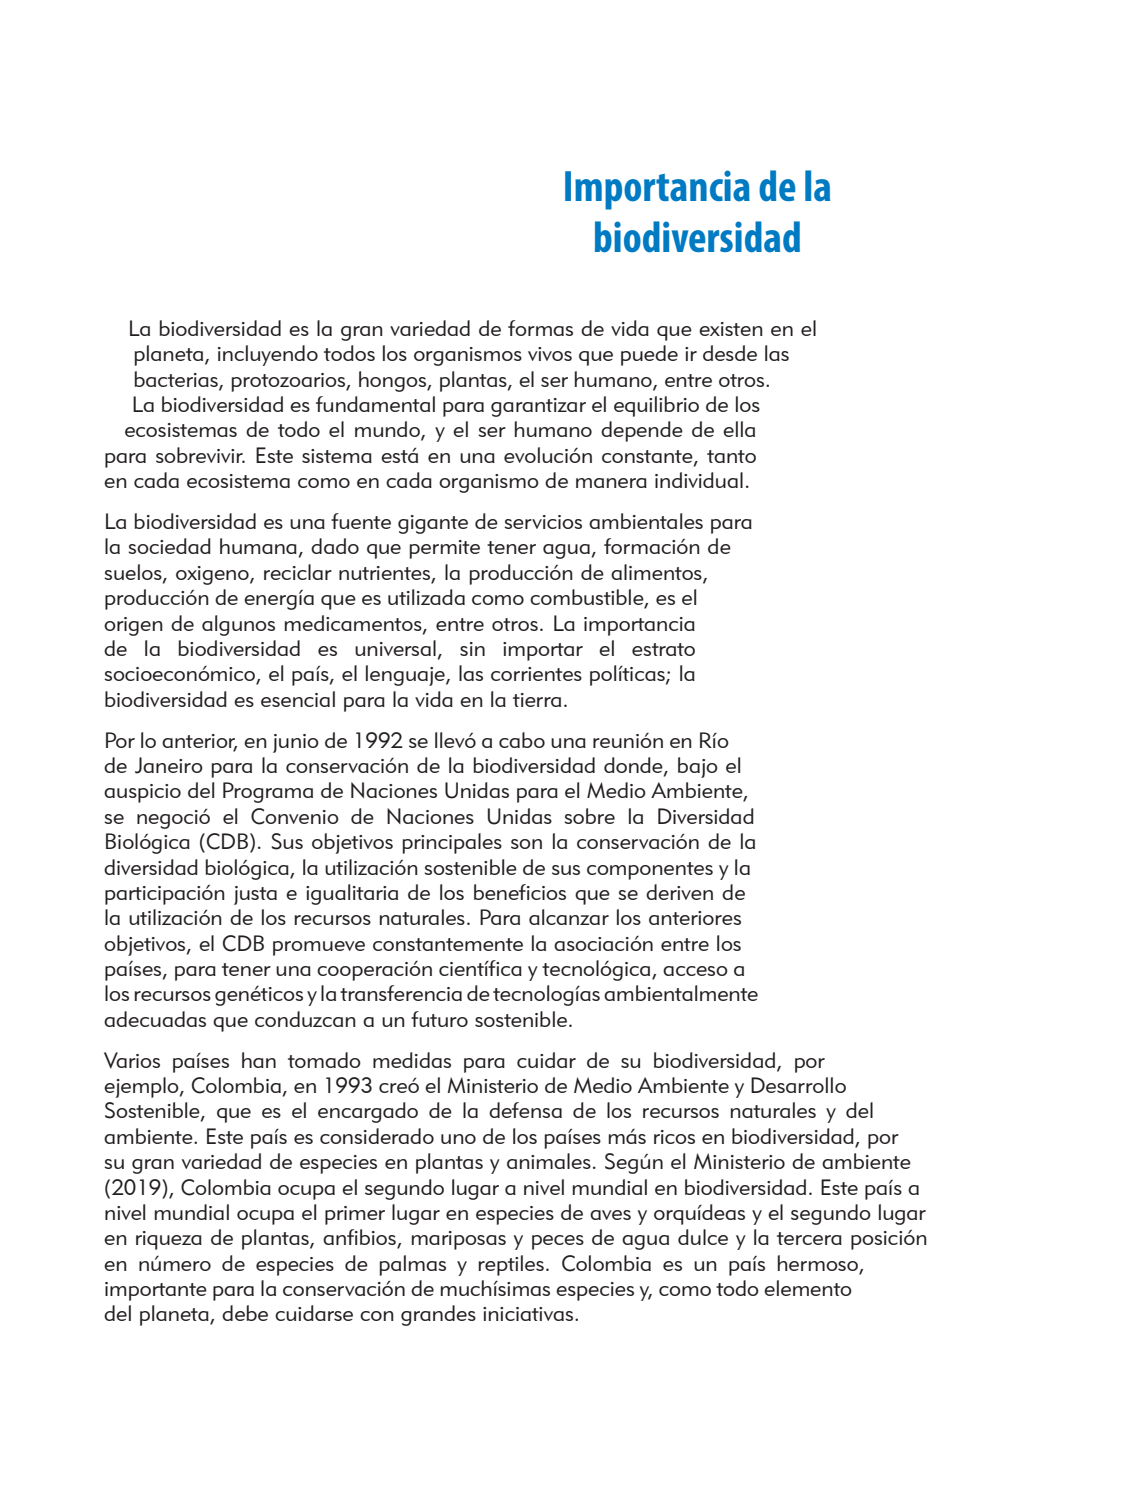 Importancia de la
biodiversidad
La biodiversidad es la gran variedad de formas de vida que existen en el
planeta, incluyendo todos los organismos vivos que puede ir desde las
bacterias, protozoarios, hongos, plantas, el ser humano, entre otros.
La biodiversidad es fundamental para garantizar el equilibrio de los
ecosistemas de todo el mundo, y el ser humano depende de ella
para sobrevivir. Este sistema está en una evolución constante, tanto
en cada ecosistema como en cada organismo de manera individual.
La biodiversidad es una fuente gigante de servicios ambientales para
la sociedad humana, dado que permite tener agua, formación de
suelos, oxigeno, reciclar nutrientes, la producción de alimentos,
producción de energía que es utilizada como combustible, es el
origen de algunos medicamentos, entre otros. La importancia
de la biodiversidad es universal, sin importar el estrato
socioeconómico, el país, el lenguaje, las corrientes políticas; la
biodiversidad es esencial para la vida en la tierra.
Por lo anterior, en junio de 1992 se llevó a cabo una reunión en Río
de Janeiro para la conservación de la biodiversidad donde, bajo el
auspicio del Programa de Naciones Unidas para el Medio Ambiente,
se negoció el Convenio de Naciones Unidas sobre la Diversidad
Biológica (CDB). Sus objetivos principales son la conservación de la
diversidad biológica, la utilización sostenible de sus componentes y la
participación justa e igualitaria de los beneficios que se deriven de
la utilización de los recursos naturales. Para alcanzar los anteriores
objetivos, el CDB promueve constantemente la asociación entre los
países, para tener una cooperación científica y tecnológica, acceso a
los recursos genéticos y la transferencia de tecnologías ambientalmente
adecuadas que conduzcan a un futuro sostenible.
Varios países han tomado medidas para cuidar de su biodiversidad, por
ejemplo, Colombia, en 1993 creó el Ministerio de Medio Ambiente y Desarrollo
Sostenible, que es el encargado de la defensa de los recursos naturales y del
ambiente. Este país es considerado uno de los países más ricos en biodiversidad, por
su gran variedad de especies en plantas y animales. Según el Ministerio de ambiente
(2019), Colombia ocupa el segundo lugar a nivel mundial en biodiversidad. Este país a
nivel mundial ocupa el primer lugar en especies de aves y orquídeas y el segundo lugar
en riqueza de plantas, anfibios, mariposas y peces de agua dulce y la tercera posición
en número de especies de palmas y reptiles. Colombia es un país hermoso,
importante para la conservación de muchísimas especies y, como todo elemento
del planeta, debe cuidarse con grandes iniciativas.